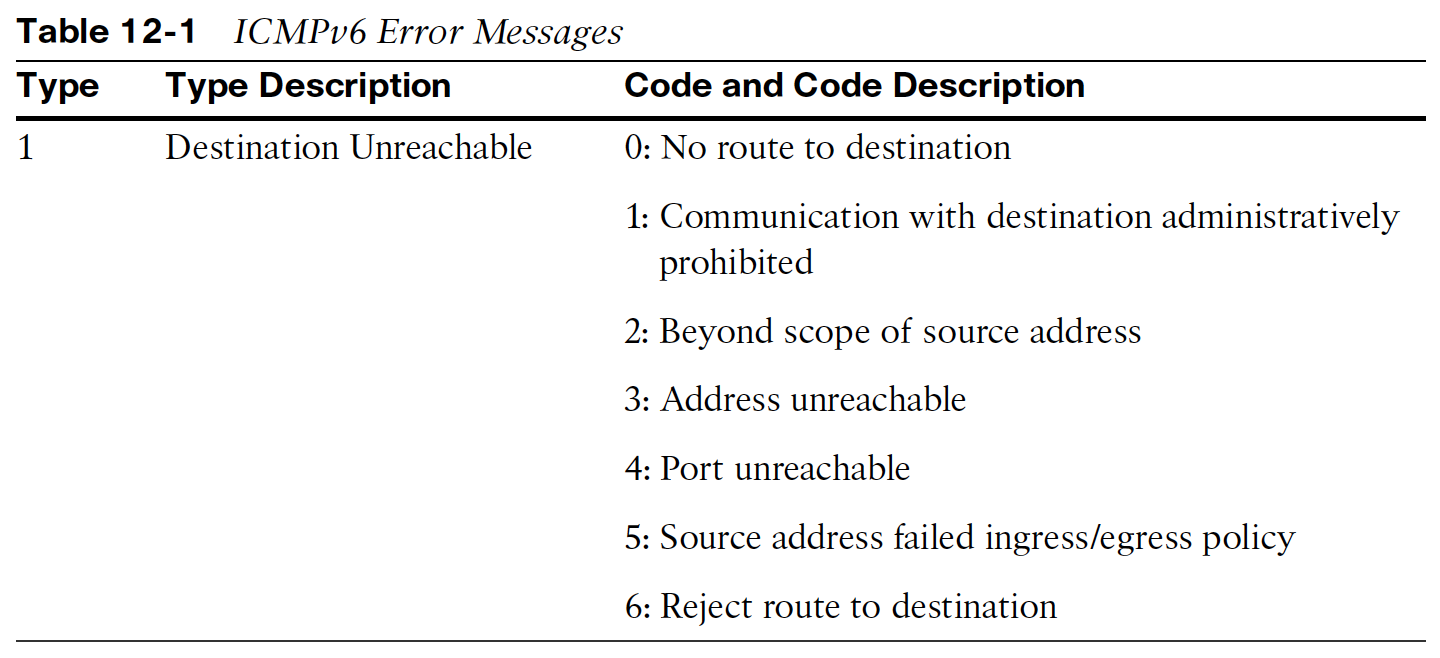 Table 12-1 ICMPv6 Error Messages
Type Type Description Code and Code Description
1 Destination Unreachable 0: No route to destination
1: Communication with destination administratively
prohibited
2: Beyond scope of source address
3: Address unreachable
4: Port unreachable
5: Source address failed ingress/egress policy
6: Reject route to destination